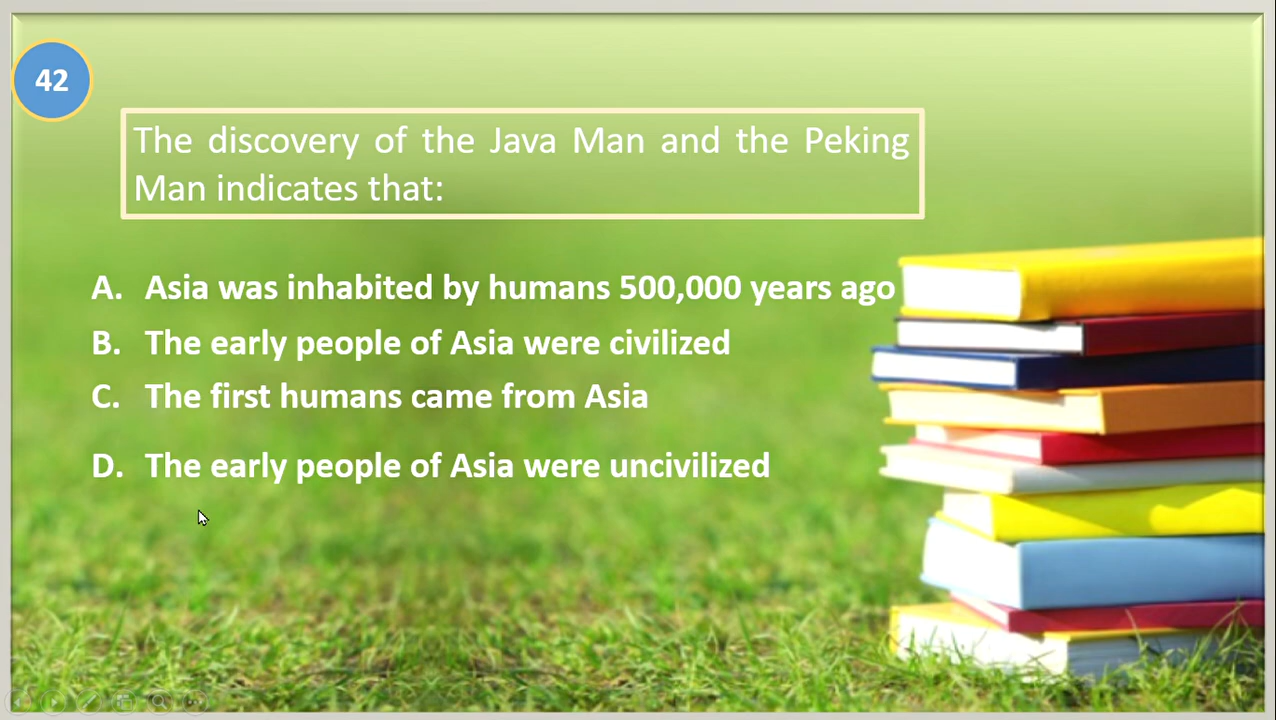 42
The discovery of the Java Man and the Peking
Man indicates that:
A. Asia was inhabited by humans 500,000 years ago
B. The early people of Asia were civilized
C. The first humans came from Asia
D. The early people of Asia were uncivilized